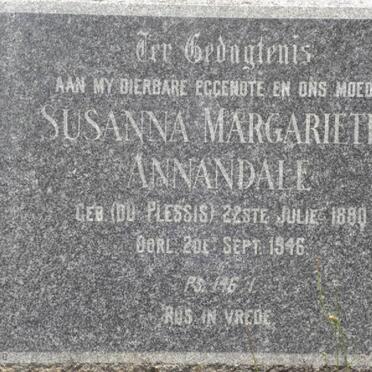 Ter Gedagtenis
AAN MY DIERBARE EGGENOTE EN ONS MOED
SUSANNA MARGARIET
ANNANDALE
GEB. (DU PLESSIS) 22STE JULIE 1880
OORL. 2DE SEPT. 1946
PS. 146:1
RUS IN VREDE